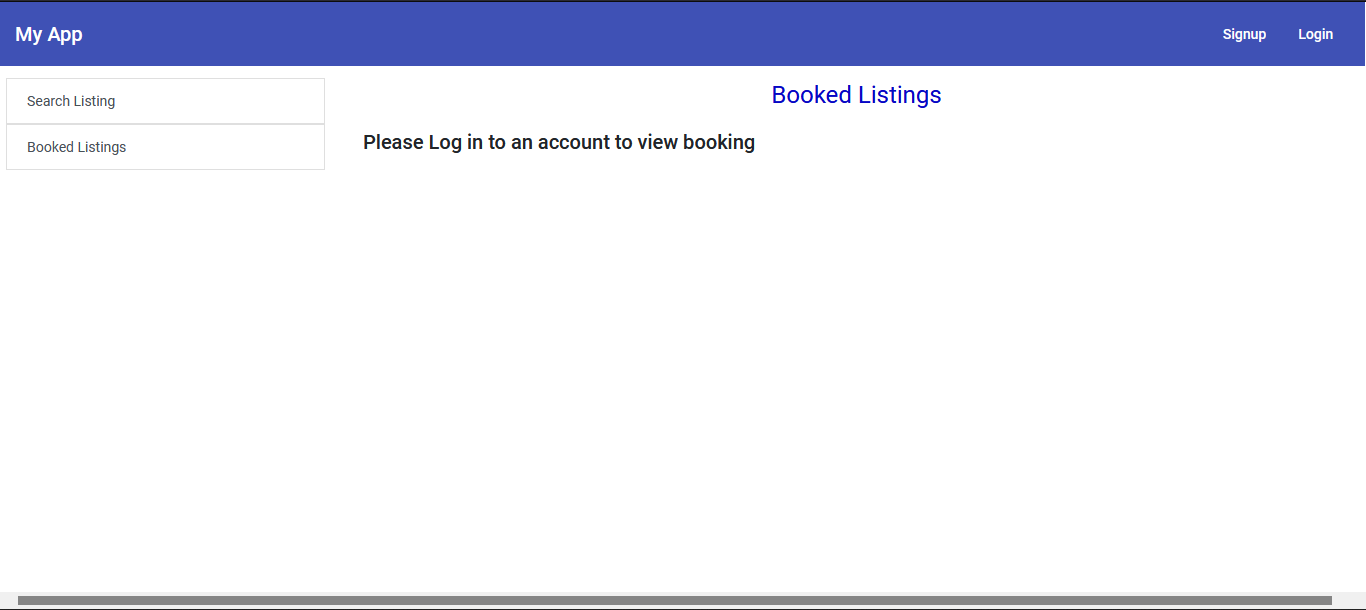 My App
Signup
Login
Search Listing
Booked Listings
Booked Listings
Please Log in to an account to view booking